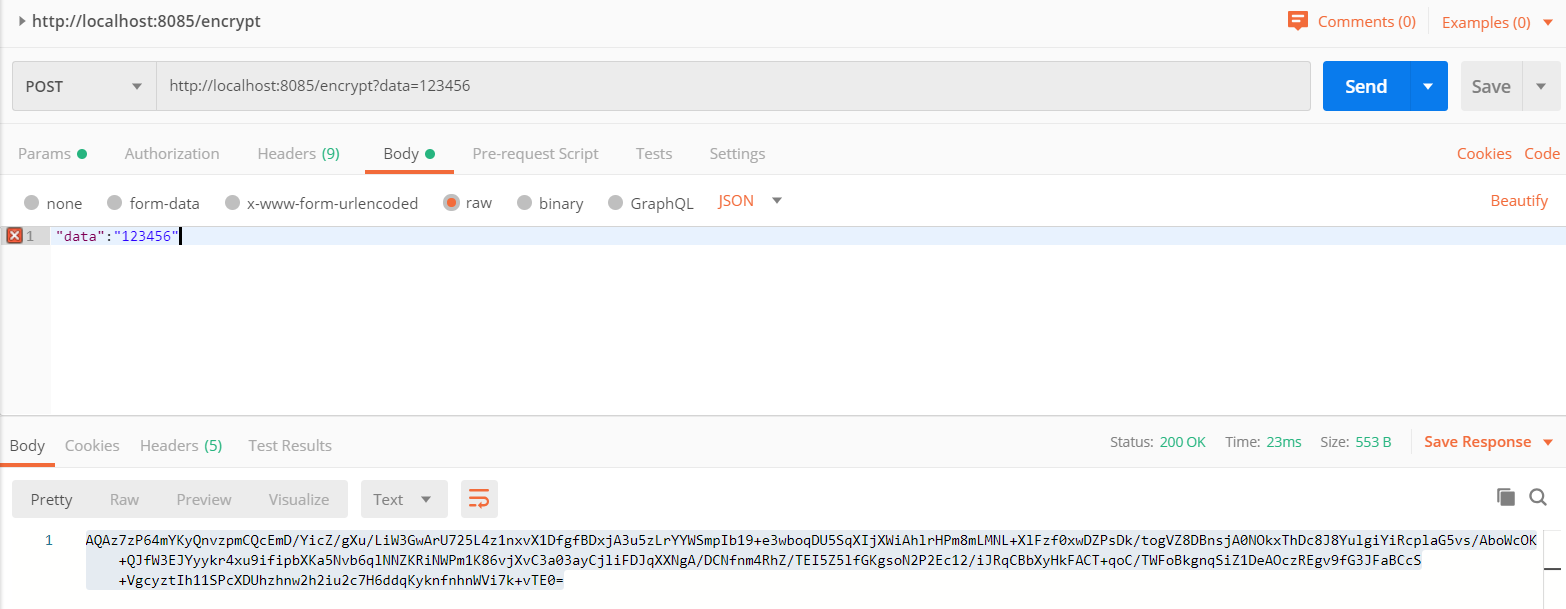 http://localhost:8085/encrypt
Comments (0)
Examples (0)
POST
http://localhost:8085/encrypt?data=123456
Send
Save
Params
Authorization
Headers (9)
Body
Pre-request Script
Tests
Settings
Cookies
Code
none
form-data
x-www-form-urlencoded
raw
binary
GraphQL
JSON
Beautify
1
"data":"123456"
Body
Cookies
Headers (5)
Test Results
Status: 200 OK
Time: 23ms
Size: 553 B
Save Response
Pretty
Raw
Preview
Visualize
Text
1
AQAz7zP64mYKyQnvzpmCQcEmD/YicZ/gXu/LiW3GwArU725L4z1nxvX1DfgfBDxjA3u5zLrYYWSmpIb19+e3wboqDU5SqXIjXWiAhlrHPm8mLMNL+XlFzf0xwDZPsDk/togVZ8DBnsjA0NOkxThDc8J8YulgiYiRcplaG5vs/AboWcOK
+QJfW3EJYyykr4xu9ifipbXKa5Nvb6qlNNZKRiNWPm1K86vjXvC3a03ayCjliFDJqXXNgA/DCNfnm4RhZ/TEI5Z5lfGKgsoN2P2Ec12/iJRqCBbXyHkFACT+qoC/TWFoBkgnqSiZ1DeAOczREgv9fG3JFaBCcS
+VgcyztIh11SPcXDUhzhnw2h2iu2c7H6ddqKyknfnhnWVi7k+vTE0=